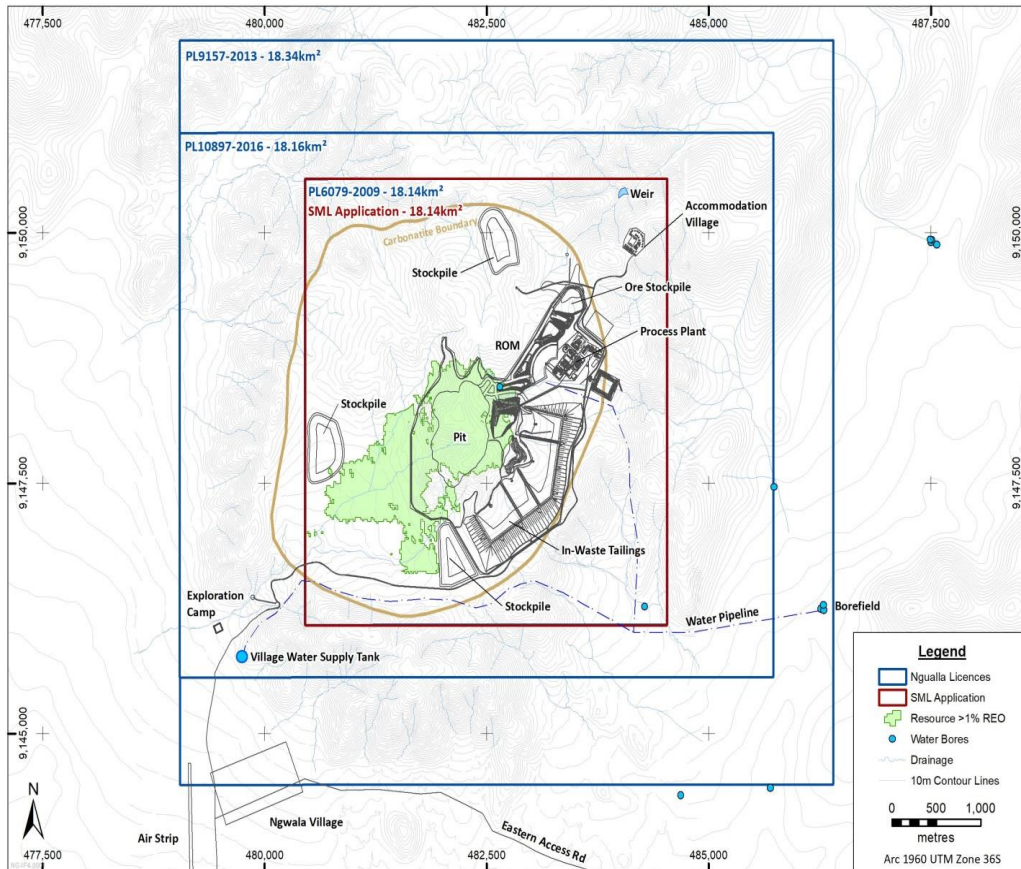 477,500
480,000
482,500
485,000
487,500
PL9157-2013 - 18.34km²
PL10897-2016 - 18.16km²
PL6079-2009 - 18.14km²
SML Application - 18.14km²
Weir
Accommodation
Village
9,150,000
9,150,000
Carbonatite Boundary
Stockpile
Ore Stockpile
Process Plant
ROM
Stockpile
Pit
9,147,500
9,147,500
In-Waste Tailings
Exploration
Camp
Stockpile
Water Pipeline
Borefield
Village Water Supply Tank
9,145,000
9,145,000
Ngwala Village
Air Strip
Eastern Access Rd
Legend
Ngualla Licences
SML Application
Resource >1% REO
Water Bores
Drainage
10m Contour Lines
N
0 500 1,000
metres
Arc 1960 UTM Zone 36S
477,500
480,000
482,500
485,000